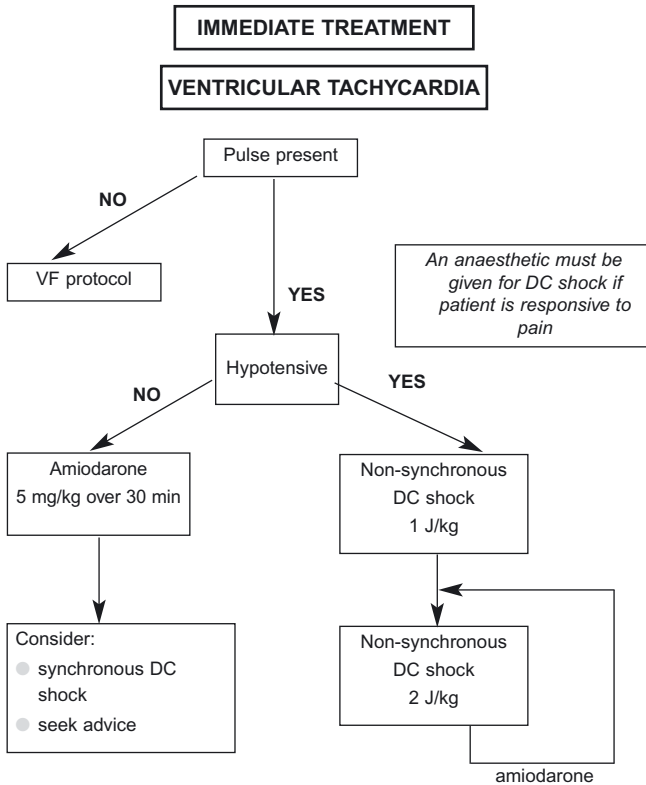 IMMEDIATE TREATMENT
VENTRICULAR TACHYCARDIA
Pulse present
NO
VF protocol
YES
An anaesthetic must be
given for DC shock if
patient is responsive to
pain
Hypotensive
NO
YES
Amiodarone
5 mg/kg over 30 min
Non-synchronous
DC shock
1 J/kg
Consider:
synchronous DC
shock
seek advice
Non-synchronous
DC shock
2 J/kg
amiodarone